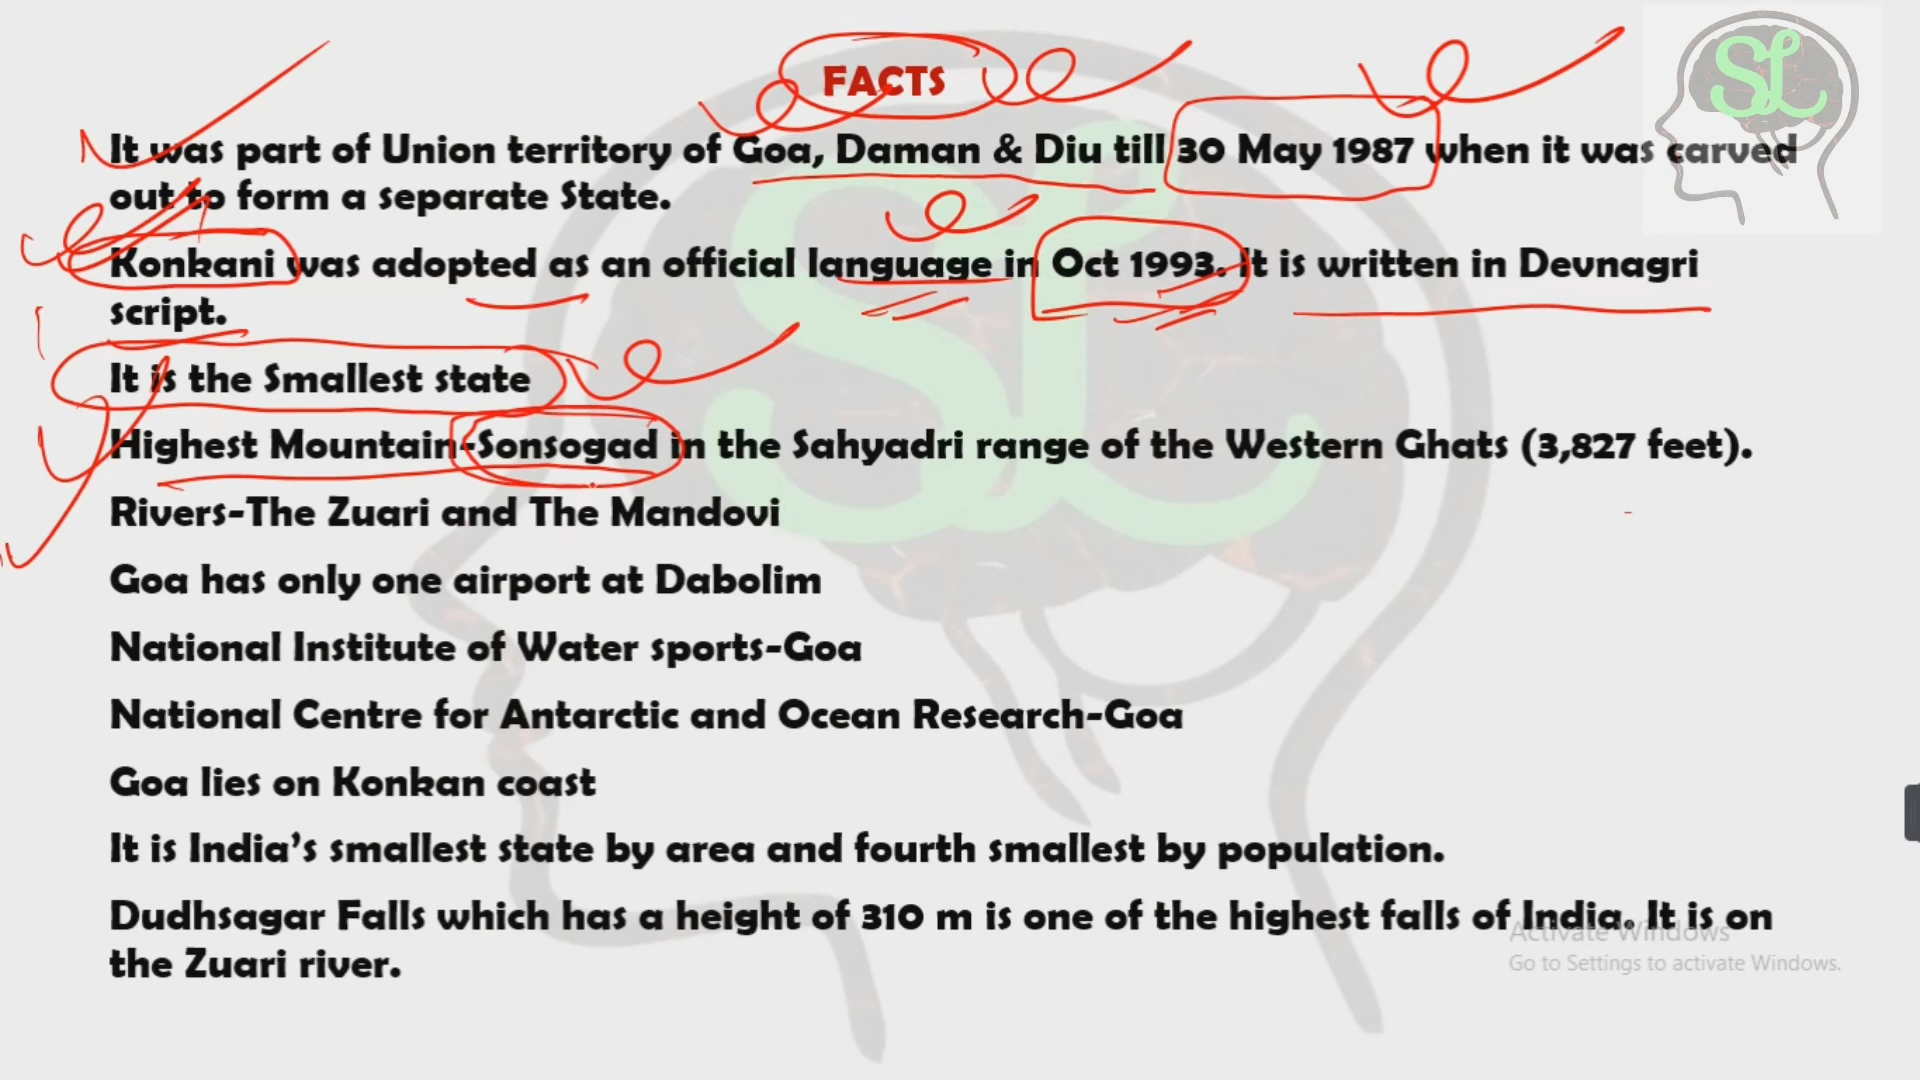 FACTS
SL
It was part of Union territory of Goa, Daman & Diu till 30 May 1987 when it was carved
out to form a separate State.
Konkani was adopted as an official language in Oct 1993. It is written in Devnagri
script.
It is the Smallest state
Highest Mountain-Sonsogad in the Sahyadri range of the Western Ghats (3,827 feet).
Rivers-The Zuari and The Mandovi
Goa has only one airport at Dabolim
National Institute of Water sports-Goa
National Centre for Antarctic and Ocean Research-Goa
Goa lies on Konkan coast
It is India’s smallest state by area and fourth smallest by population.
Dudhsagar Falls which has a height of 310 m is one of the highest falls of India. It is on
the Zuari river.
Activate Windows
Go to Settings to activate Windows.